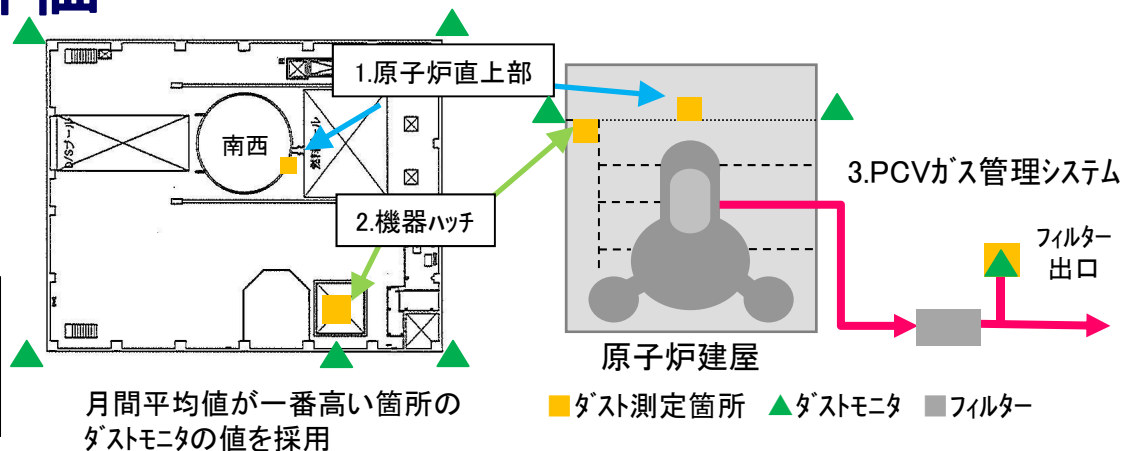 1.原子炉直上部
南西
D/Sプール
2.機器ハッチ
3.PCVガス管理システム
フィルター
出口
原子炉建屋
月間平均値が一番高い箇所の
ダストモニタの値を採用
ダスト測定箇所 ダストモニタ フィルター